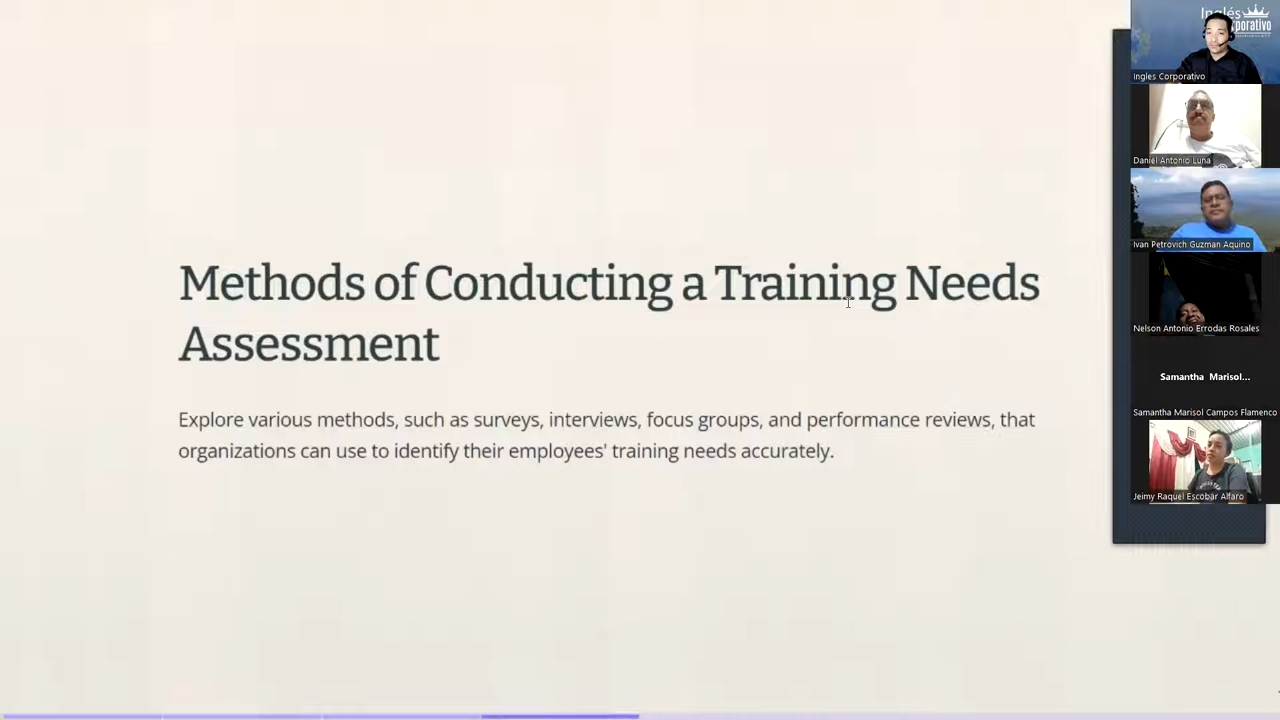 Methods of Conducting a Training Needs
Assessment
Explore various methods, such as surveys, interviews, focus groups, and performance reviews, that
organizations can use to identify their employees' training needs accurately.
Inglés
Ingles Corporativo
Daniel Antonio Luna
Ivan Petrovich Guzman Aquino
Nelson Antonio Errodas Rosales
Samantha Marisol...
Samantha Marisol Campos Flamenco
Jeimy Raquel Escobar Alfaro